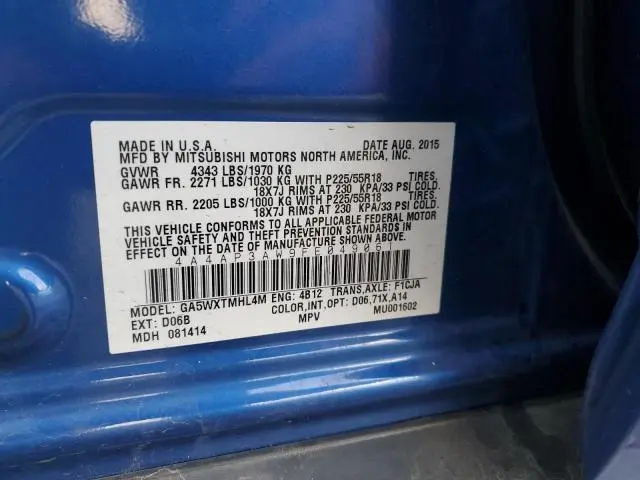 MADE IN U.S.A. DATE AUG. 2015
MFD BY MITSUBISHI MOTORS NORTH AMERICA, INC.
GVWR 4343 LBS/1970 KG
GAWR FR. 2271 LBS/1030 KG WITH P225/55R18 TIRES,
18X7J RIMS AT 230 KPA/33 PSI COLD.
GAWR RR. 2205 LBS/1000 KG WITH P225/55R18 TIRES,
18X7J RIMS AT 230 KPA/33 PSI COLD.
THIS VEHICLE CONFORMS TO ALL APPLICABLE FEDERAL MOTOR
VEHICLE SAFETY AND THEFT PREVENTION STANDARDS IN
EFFECT ON THE DATE OF MANUFACTURE SHOWN ABOVE.
4A4AP3AW9FE049061
MODEL: GA5WXTMHL4M ENG: 4B12 TRANS,AXLE: F1CJA
EXT: D06B COLOR,INT,OPT: D06,71X,A14
MDH 081414 MPV MU001602